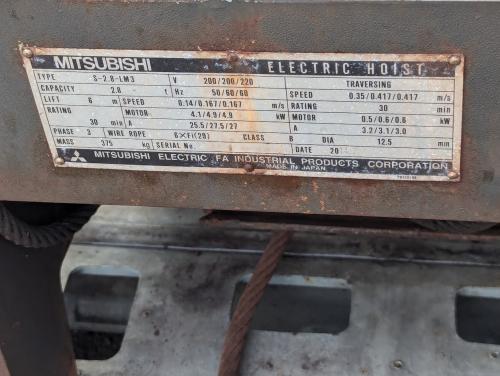 MITSUBISHI ELECTRIC HOIST
TYPE S-2.8-LM3 V 200/200/220 TRAVERSING
CAPACITY 2.8 t Hz 50/60/60 SPEED 0.35/0.417/0.417 m/s
LIFT 6 m SPEED 0.14/0.167/0.167 m/s RATING 30 min
RATING MOTOR 4.1/4.9/4.9 kW MOTOR 0.5/0.6/0.6 kW
30 min A 25.5/27.5/27 A 3.2/3.1/3.0
PHASE 3 WIRE ROPE 6×Fi(29) CLASS B DIA 12.5 mm
MASS 375 kg SERIAL No. DATE 20
MITSUBISHI ELECTRIC FA INDUSTRIAL PRODUCTS CORPORATION
MADE IN JAPAN